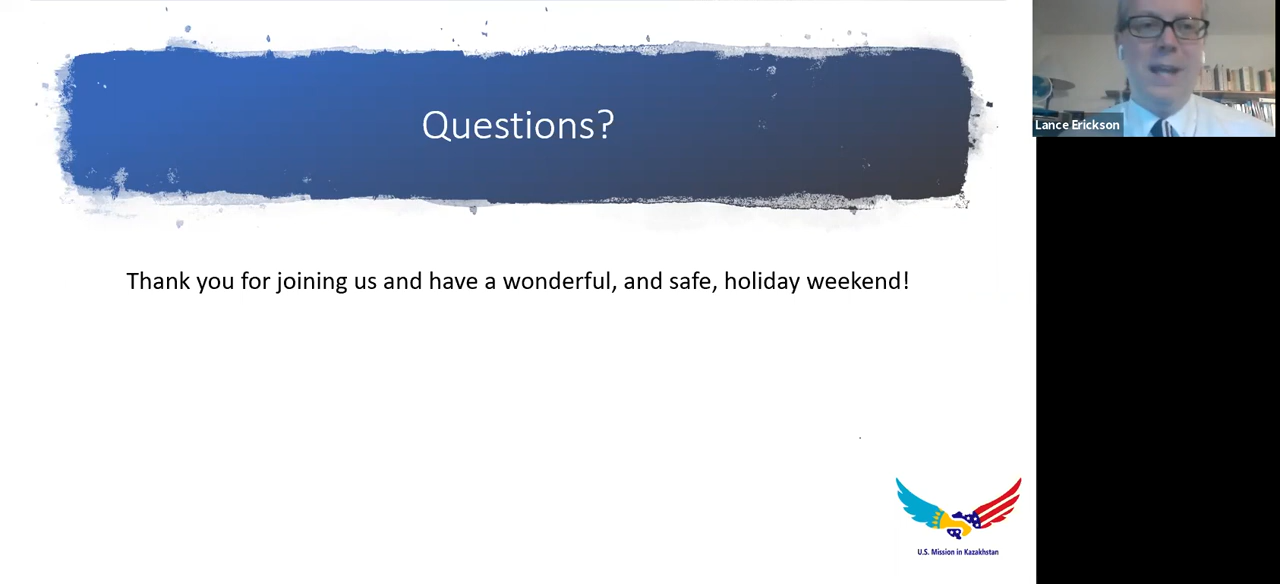 Questions?
Lance Erickson
Thank you for joining us and have a wonderful, and safe, holiday weekend!
U.S. Mission in Kazakhstan